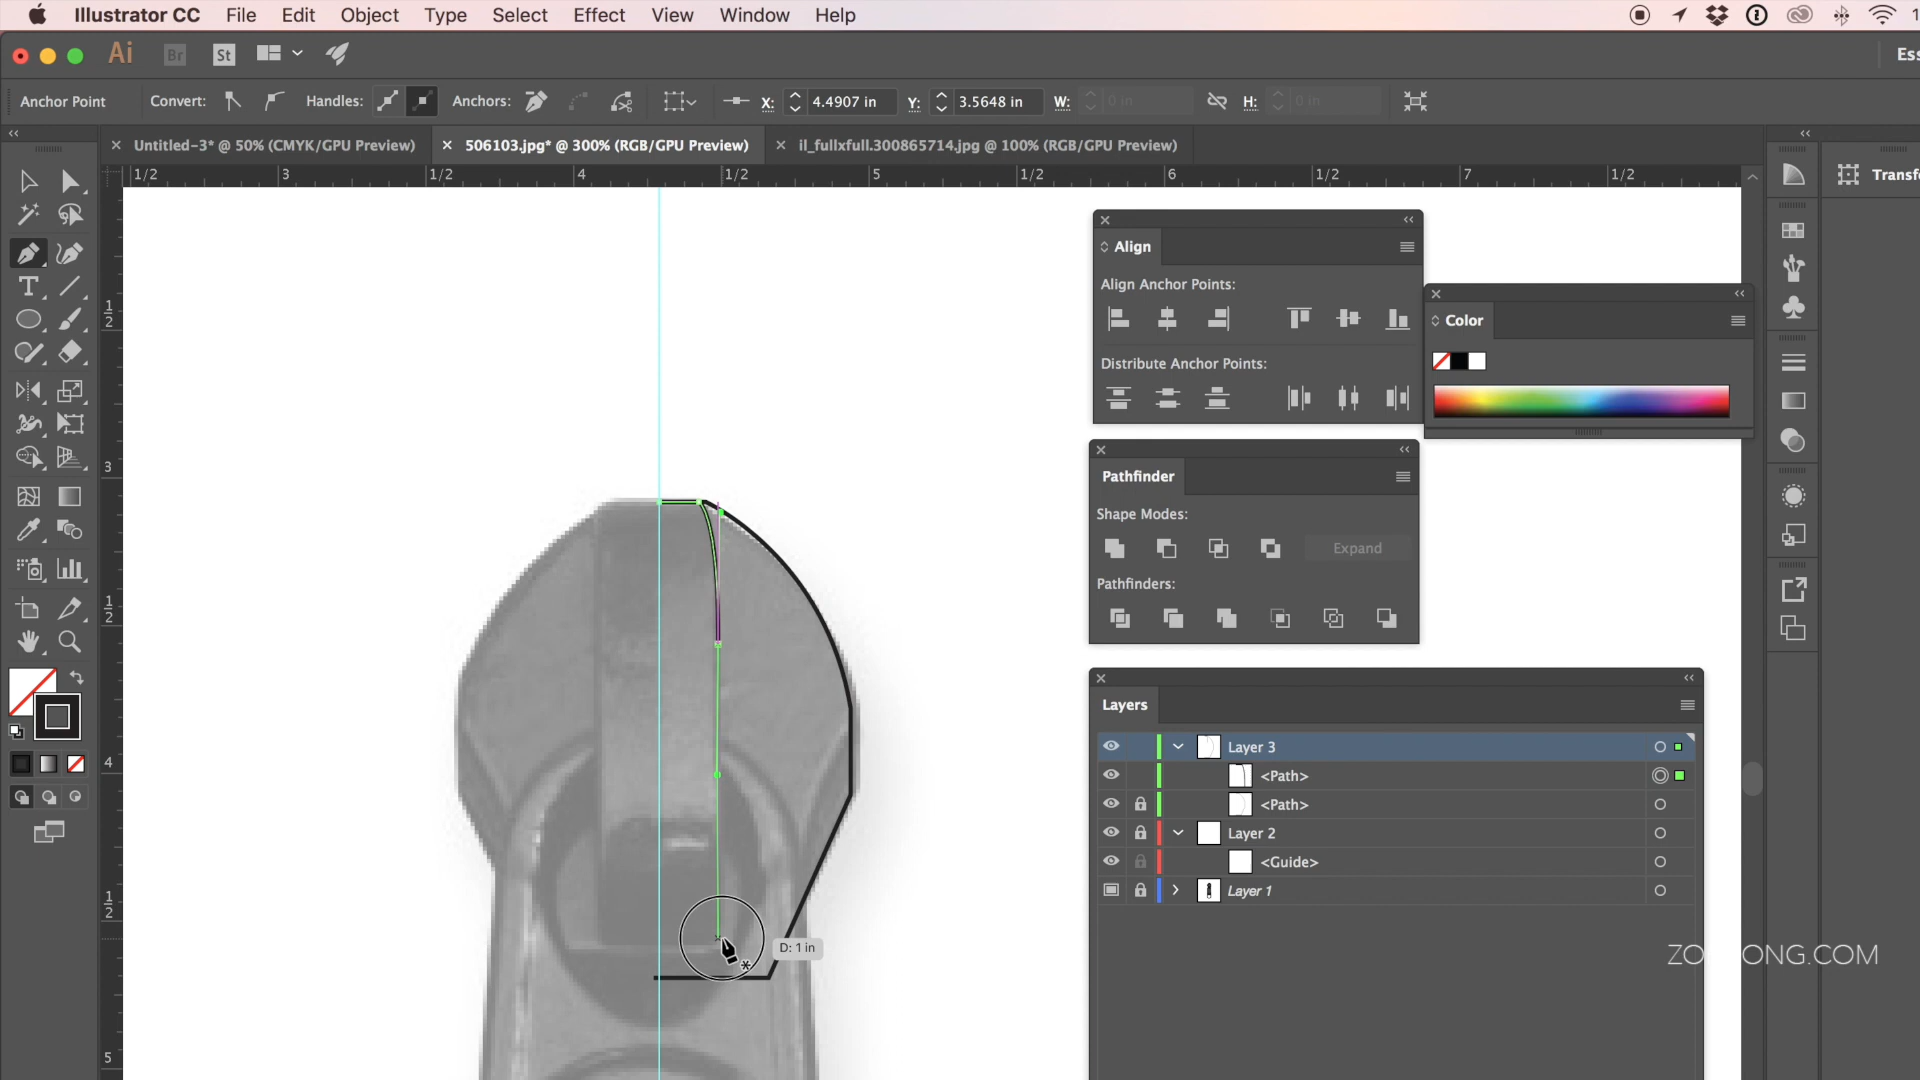 Illustrator CC File Edit Object Type Select Effect View Window Help
Ai Br St
Anchor Point Convert: Handles: Anchors: X: 4.4907 in Y: 3.5648 in W: 0 in H: 0 in
Untitled-3* @ 50% (CMYK/GPU Preview) 506103.jpg* @ 300% (RGB/GPU Preview) il_fullxfull.300865714.jpg @ 100% (RGB/GPU Preview)
1/2 3 1/2 4 1/2 5 1/2 6 1/2 7 1/2
Align
Align Anchor Points:
Distribute Anchor Points:
Color
Pathfinder
Shape Modes:
Expand
Pathfinders:
Layers
Layer 3
<Path>
<Path>
Layer 2
<Guide>
Layer 1
1/2
3
1/2
4
1/2
5
D: 1 in